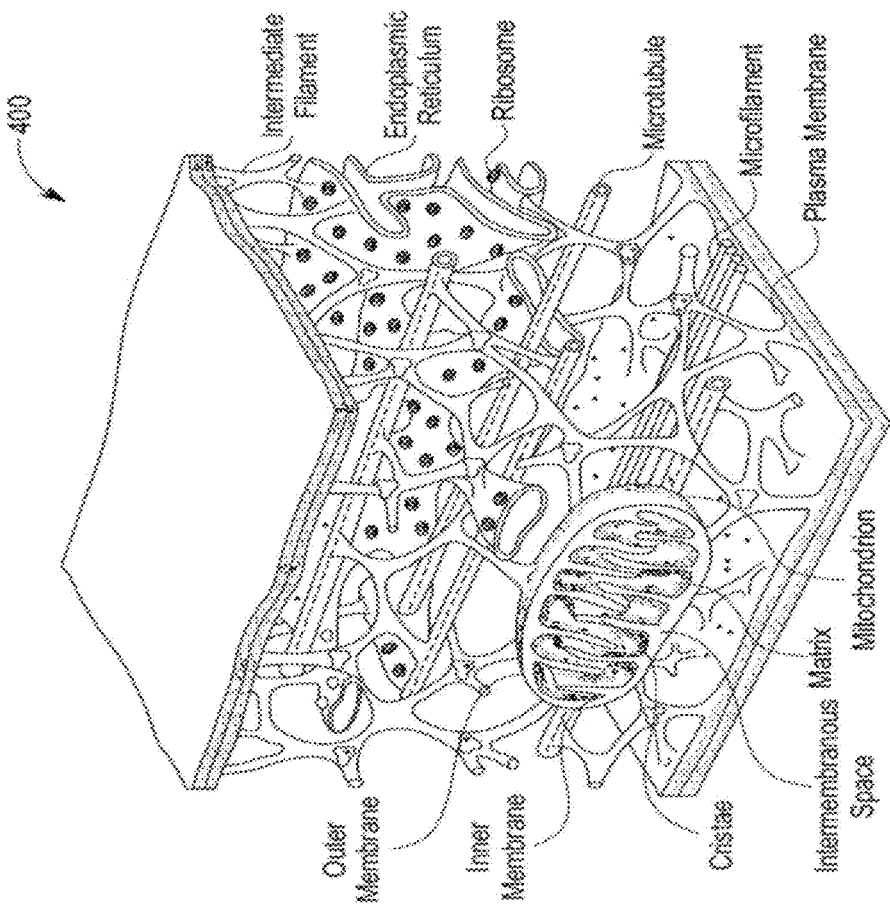 400
Intermediate
Filament
Endoplasmic
Reticulum
Ribosome
Microtubule
Microfilament
Plasma Membrane
Outer
Membrane
Inner
Membrane
Cristae
Intermembranous
Space
Matrix
Mitochondrion